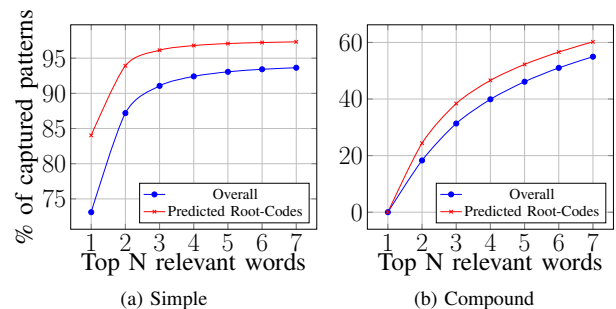 % of captured patterns
95
90
85
80
75
Overall
Predicted Root-Codes
1 2 3 4 5 6 7
Top N relevant words
(a) Simple
60
40
20
0
Overall
Predicted Root-Codes
1 2 3 4 5 6 7
Top N relevant words
(b) Compound